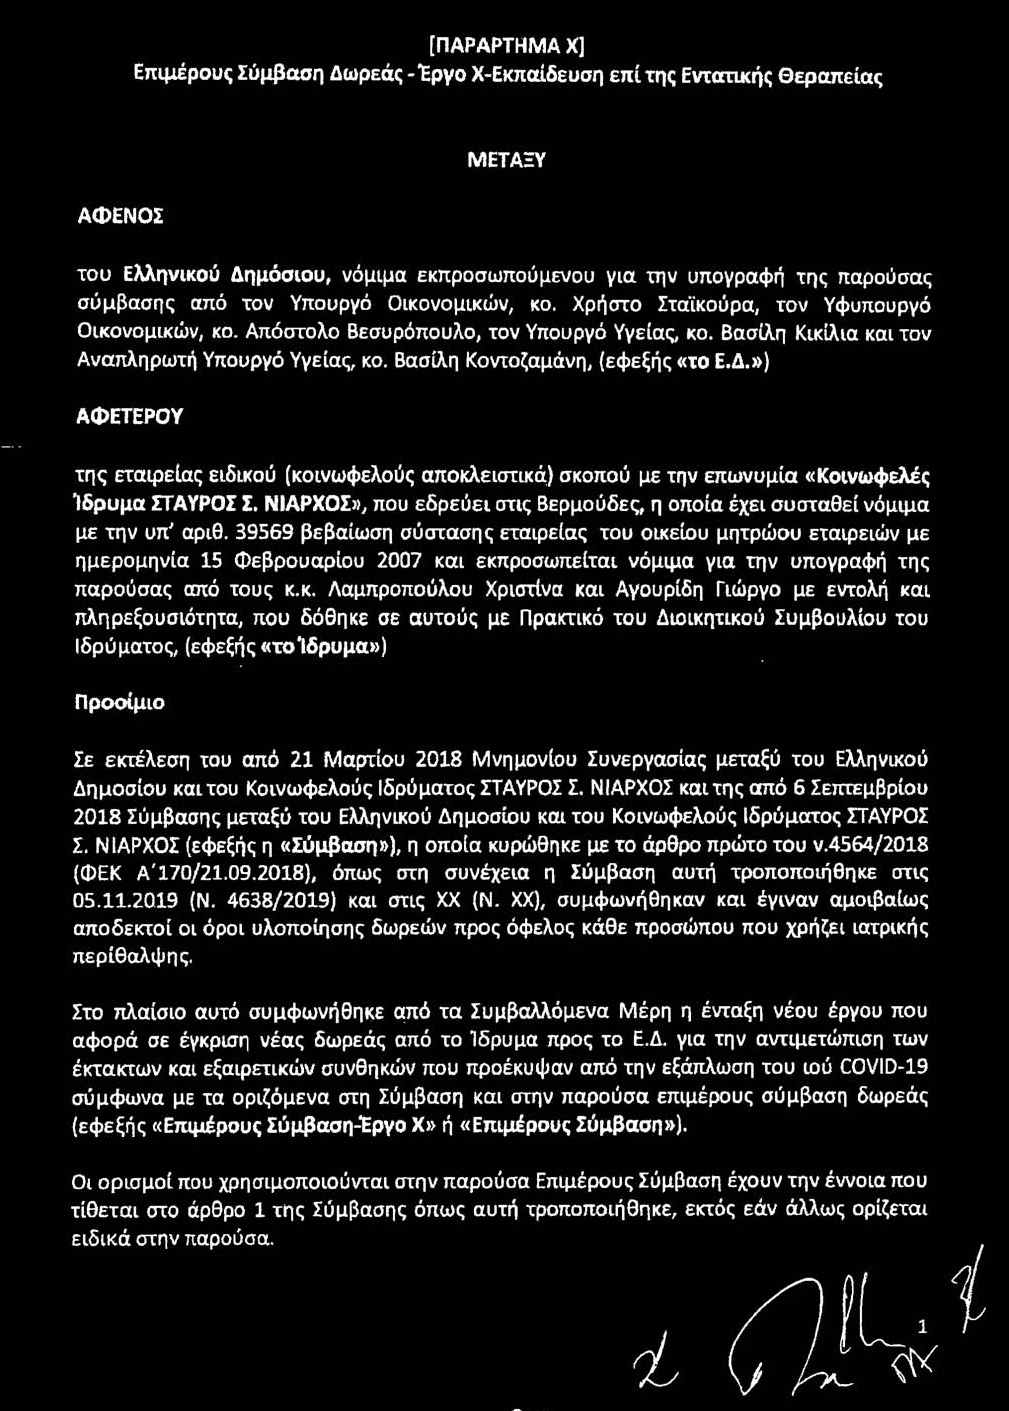 [ΠΑΡΑΡΤΗΜΑ Χ]
Επιμέρους Σύμβαση Δωρεάς - Έργο Χ-Εκπαίδευση επί της Εντατικής Θεραπείας
ΜΕΤΑΞΥ
ΑΦΕΝΟΣ
του Ελληνικού Δημόσιου, νόμιμα εκπροσωπούμενου για την υπογραφή της παρούσας
σύμβασης από τον Υπουργό Οικονομικών, κο. Χρήστο Σταϊκούρα, τον Υφυπουργό
Οικονομικών, κο. Απόστολο Βεσυρόπουλο, τον Υπουργό Υγείας, κο. Βασίλη Κικίλια και τον
Αναπληρωτή Υπουργό Υγείας, κο. Βασίλη Κοντοζαμάνη, (εφεξής «το Ε.Δ.»)
ΑΦΕΤΕΡΟΥ
της εταιρείας ειδικού (κοινωφελούς αποκλειστικά) σκοπού με την επωνυμία «Κοινωφελές
Ίδρυμα ΣΤΑΥΡΟΣ Σ. ΝΙΑΡΧΟΣ», που εδρεύει στις Βερμούδες, η οποία έχει συσταθεί νόμιμα
με την υπ' αριθ. 39569 βεβαίωση σύστασης εταιρείας του οικείου μητρώου εταιρειών με
ημερομηνία 15 Φεβρουαρίου 2007 και εκπροσωπείται νόμιμα για την υπογραφή της
παρούσας από τους κ.κ. Λαμπροπούλου Χριστίνα και Αγουρίδη Γιώργο με εντολή και
πληρεξουσιότητα, που δόθηκε σε αυτούς με Πρακτικό του Διοικητικού Συμβουλίου του
Ιδρύματος, (εφεξής «το Ίδρυμα»)
Προοίμιο
Σε εκτέλεση του από 21 Μαρτίου 2018 Μνημονίου Συνεργασίας μεταξύ του Ελληνικού
Δημοσίου και του Κοινωφελούς Ιδρύματος ΣΤΑΥΡΟΣ Σ. ΝΙΑΡΧΟΣ και της από 6 Σεπτεμβρίου
2018 Σύμβασης μεταξύ του Ελληνικού Δημοσίου και του Κοινωφελούς Ιδρύματος ΣΤΑΥΡΟΣ
Σ. ΝΙΑΡΧΟΣ (εφεξής η «Σύμβαση»), η οποία κυρώθηκε με το άρθρο πρώτο του ν.4564/2018
(ΦΕΚ Α'170/21.09.2018), όπως στη συνέχεια η Σύμβαση αυτή τροποποιήθηκε στις
05.11.2019 (Ν. 4638/2019) και στις ΧΧ (Ν. ΧΧ), συμφωνήθηκαν και έγιναν αμοιβαίως
αποδεκτοί οι όροι υλοποίησης δωρεών προς όφελος κάθε προσώπου που χρήζει ιατρικής
περίθαλψης.
Στο πλαίσιο αυτό συμφωνήθηκε από τα Συμβαλλόμενα Μέρη η ένταξη νέου έργου που
αφορά σε έγκριση νέας δωρεάς από το Ίδρυμα προς το Ε.Δ. για την αντιμετώπιση των
έκτακτων και εξαιρετικών συνθηκών που προέκυψαν από την εξάπλωση του ιού COVID-19
σύμφωνα με τα οριζόμενα στη Σύμβαση και στην παρούσα επιμέρους σύμβαση δωρεάς
(εφεξής «Επιμέρους Σύμβαση-Έργο Χ» ή «Επιμέρους Σύμβαση»).
Οι ορισμοί που χρησιμοποιούνται στην παρούσα Επιμέρους Σύμβαση έχουν την έννοια που
τίθεται στο άρθρο 1 της Σύμβασης όπως αυτή τροποποιήθηκε, εκτός εάν άλλως ορίζεται
ειδικά στην παρούσα.
1